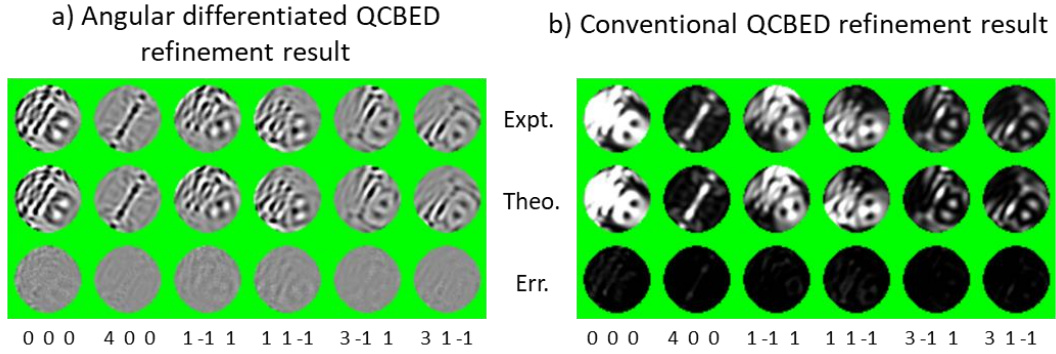 a) Angular differentiated QCBED
refinement result
b) Conventional QCBED refinement result
Expt.
Theo.
Err.
0 0 0 4 0 0 1 -1 1 1 1 -1 3 -1 1 3 1 -1
0 0 0 4 0 0 1 -1 1 1 1 -1 3 -1 1 3 1 -1